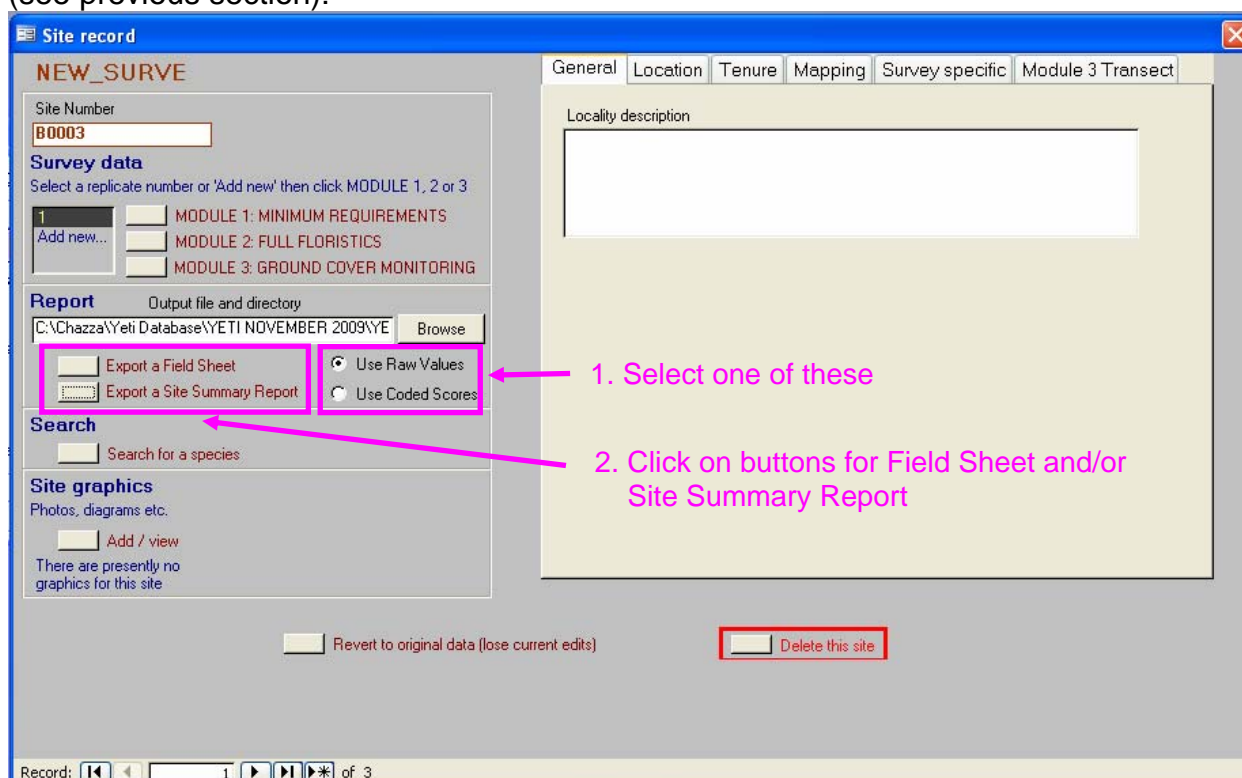 (see previous section).
Site record
NEW_SURVE
Site Number
B0003
Survey data
Select a replicate number or 'Add new' then click MODULE 1, 2 or 3
1
Add new...
MODULE 1: MINIMUM REQUIREMENTS
MODULE 2: FULL FLORISTICS
MODULE 3: GROUND COVER MONITORING
Report
Output file and directory
C:\Chazza\Yeti Database\YETI NOVEMBER 2009\YE
Browse
Export a Field Sheet
Use Raw Values
Export a Site Summary Report
Use Coded Scores
Search
Search for a species
Site graphics
Photos, diagrams etc.
Add / view
There are presently no
graphics for this site
General Location Tenure Mapping Survey specific Module 3 Transect
Locality description
1. Select one of these
2. Click on buttons for Field Sheet and/or
Site Summary Report
Revert to original data (lose current edits)
Delete this site
Record: 1 of 3